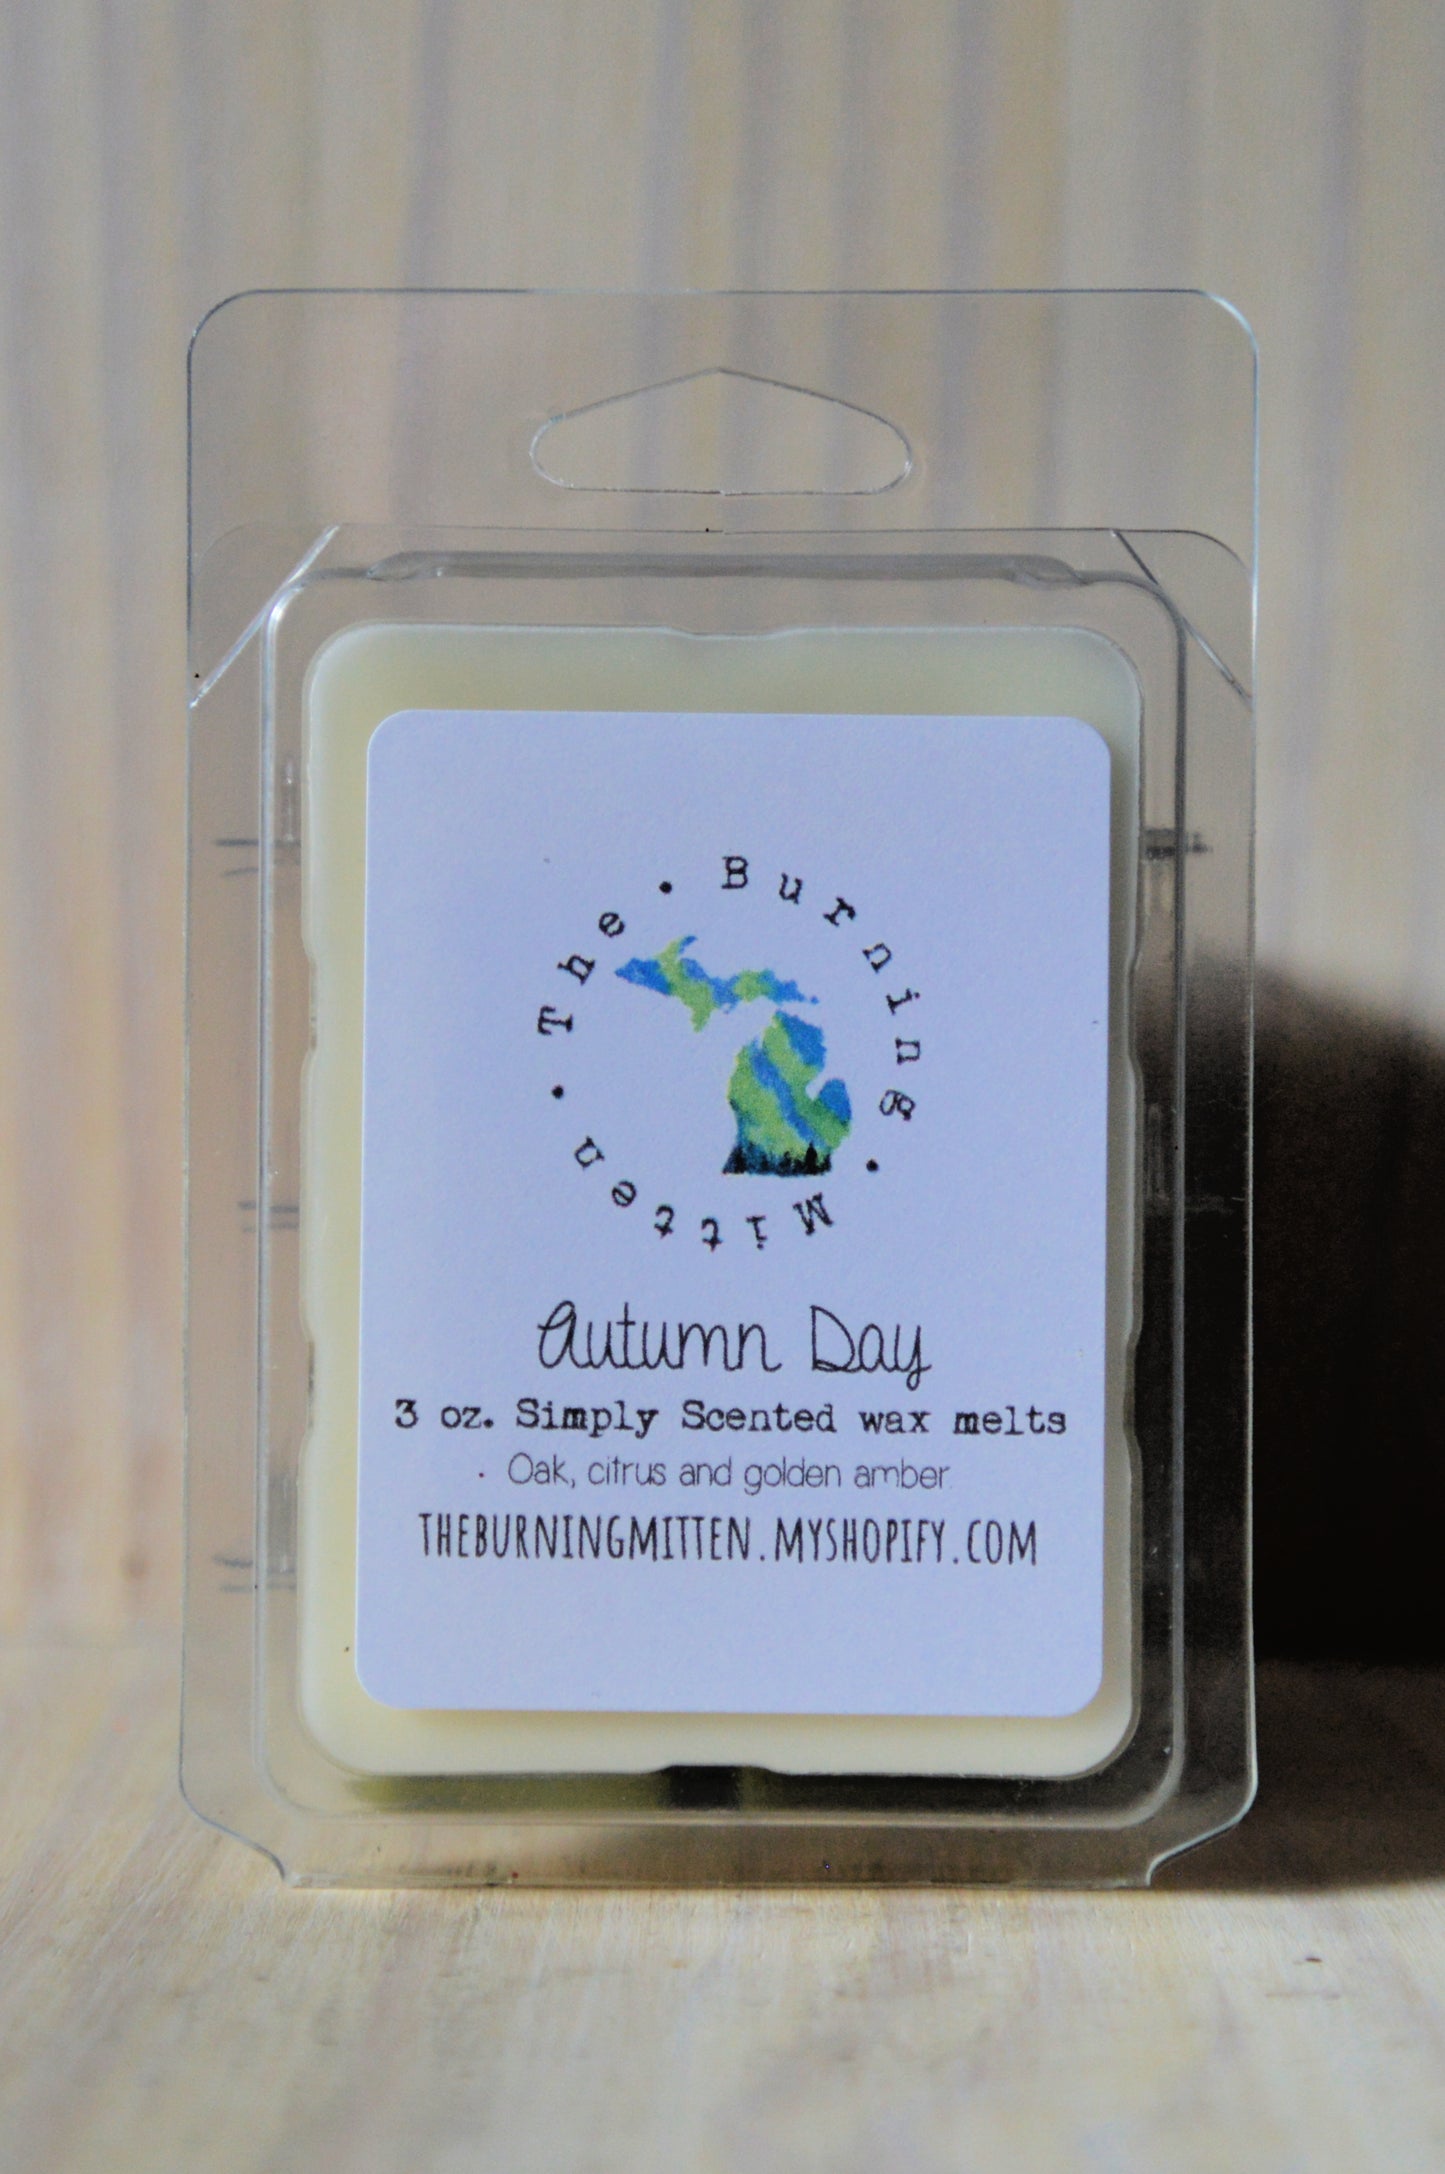 The • Burning • Mitten •
Autumn Day
3 oz. Simply Scented wax melts
Oak, citrus and golden amber
THEBURNINGMITTEN.MYSHOPIFY.COM